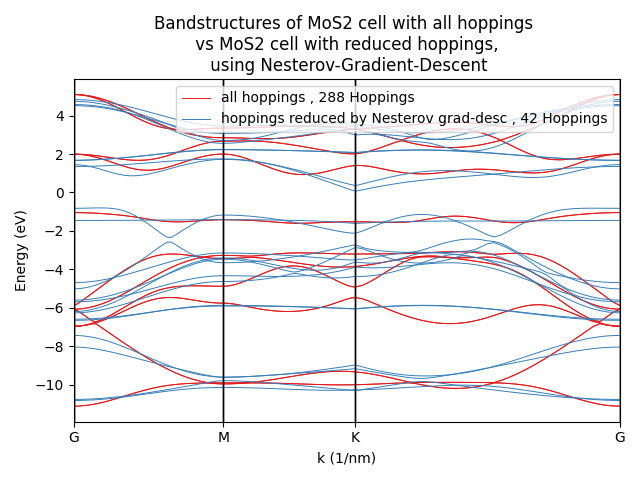 Bandstructures of MoS2 cell with all hoppings
vs MoS2 cell with reduced hoppings,
using Nesterov-Gradient-Descent
all hoppings , 288 Hoppings
hoppings reduced by Nesterov grad-desc , 42 Hoppings
Energy (eV)
4
2
0
−2
−4
−6
−8
−10
G M K G
k (1/nm)